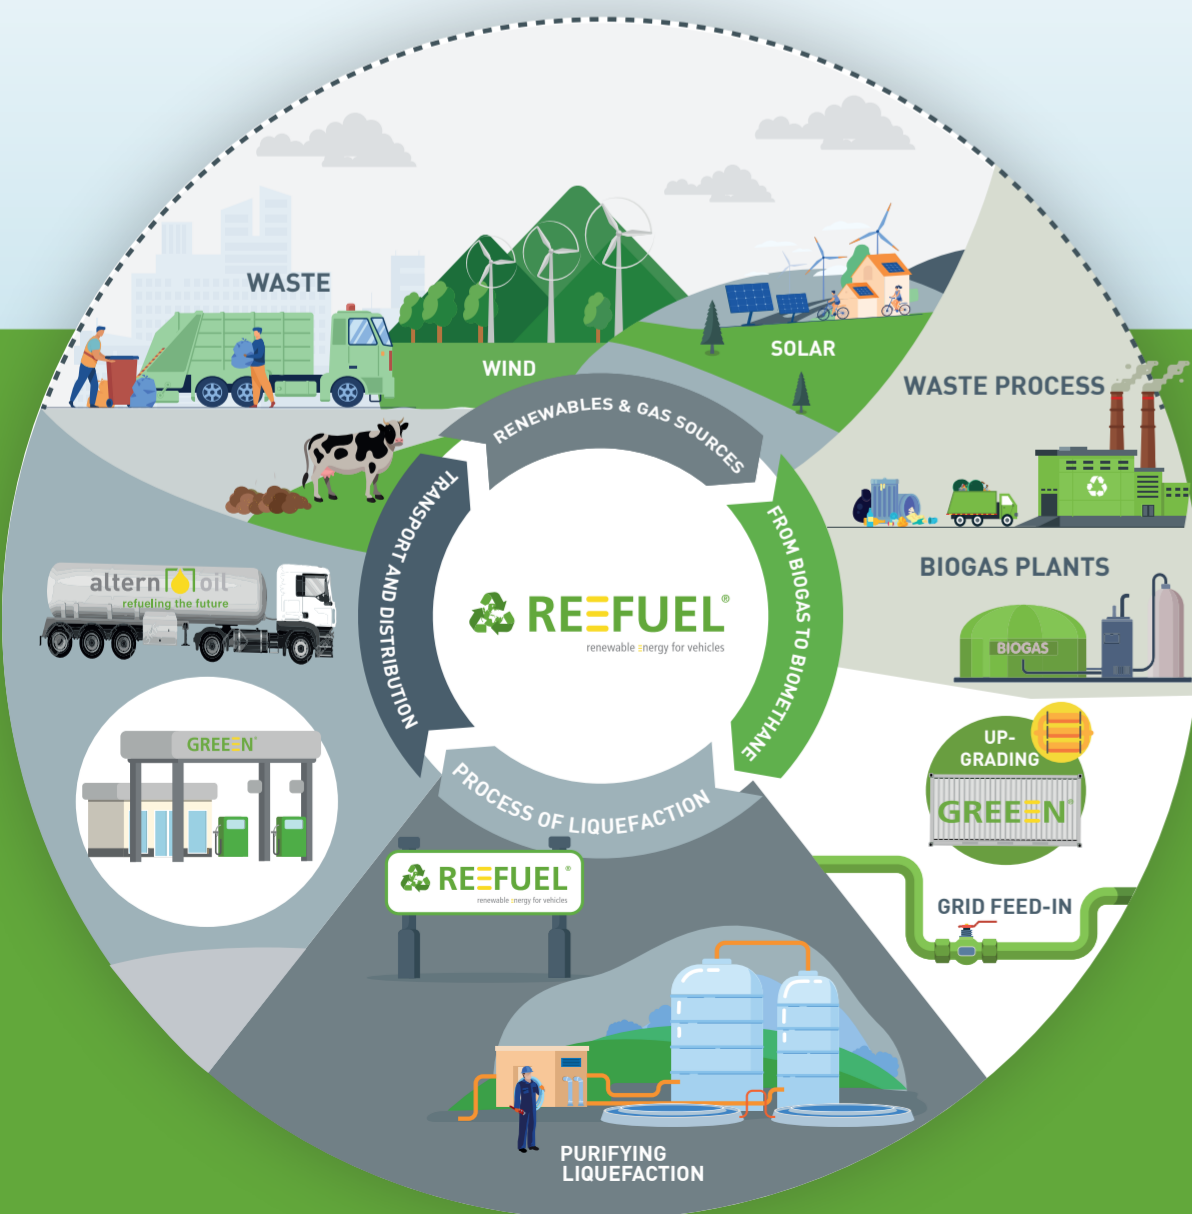 WASTE
WIND
SOLAR
WASTE PROCESS
RENEWABLES & GAS SOURCES
TRANSPORT AND DISTRIBUTION
FROM BIOGAS TO BIOMETHANE
BIOGAS PLANTS
BIOGAS
altern oil
refueling the future
REEFUEL®
renewable Energy for vehicles
UP-
GRADING
GREEEN®
GREEEN®
PROCESS OF LIQUEFACTION
REEFUEL®
renewable Energy for vehicles
GRID FEED-IN
PURIFYING
LIQUEFACTION